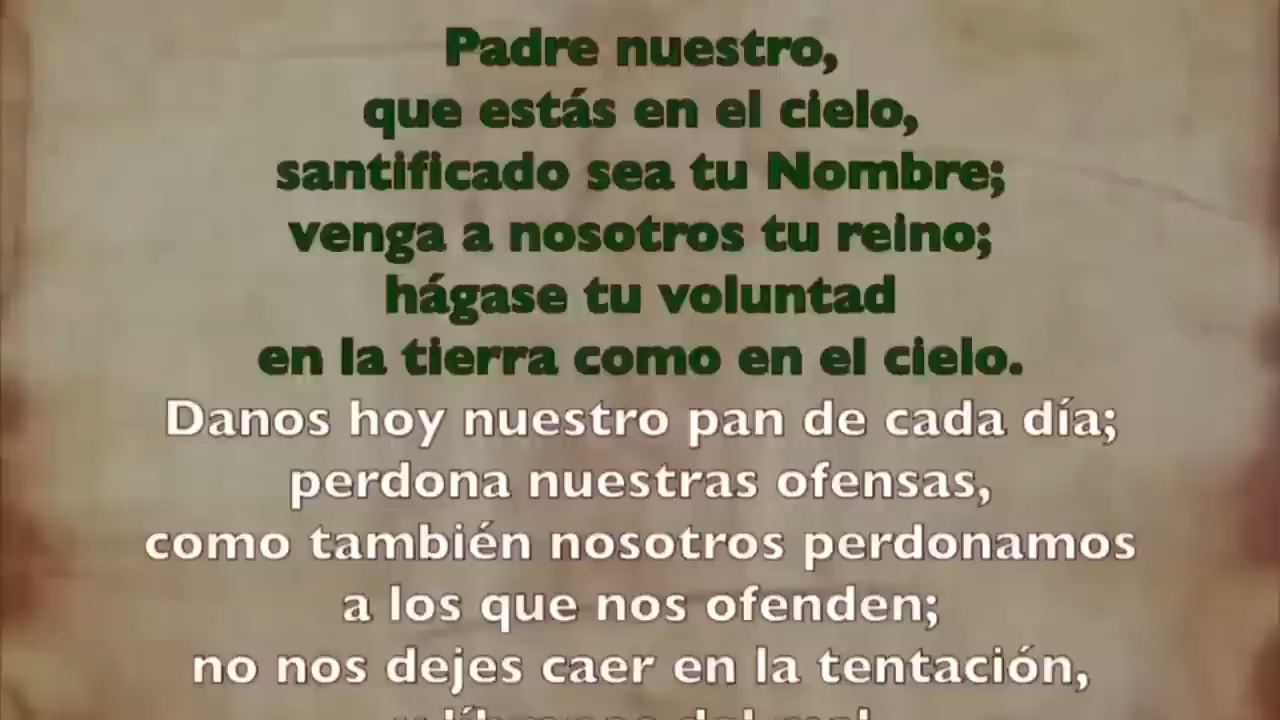 Padre nuestro,
que estás en el cielo,
santificado sea tu Nombre;
venga a nosotros tu reino;
hágase tu voluntad
en la tierra como en el cielo.
Danos hoy nuestro pan de cada día;
perdona nuestras ofensas,
como también nosotros perdonamos
a los que nos ofenden;
no nos dejes caer en la tentación,